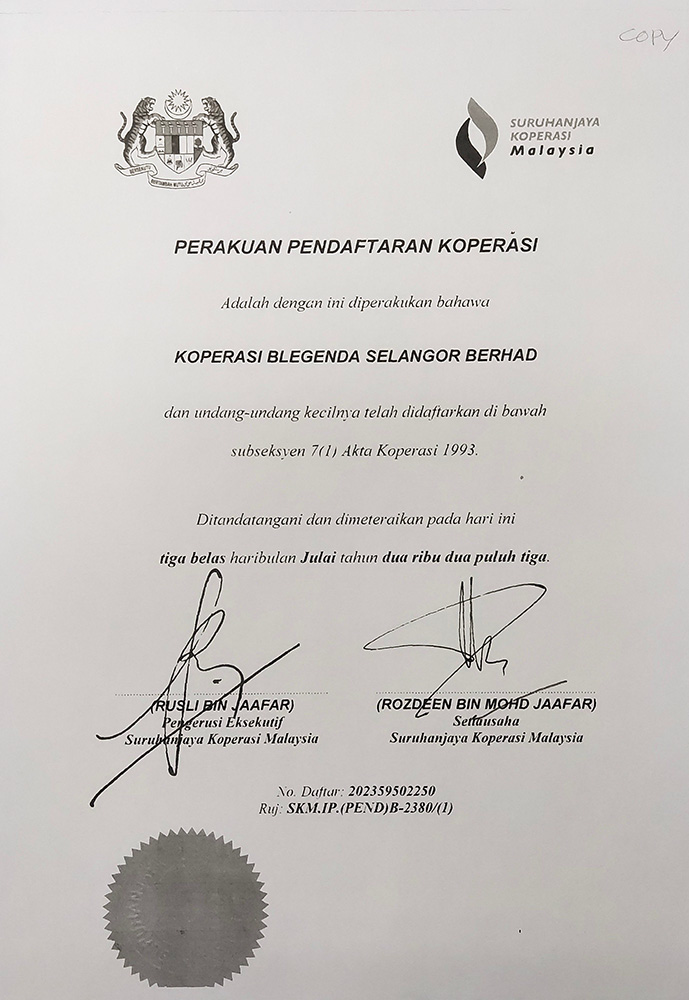 COPY
SURUHANJAYA
KOPERASI
Malaysia
BERSEKUTU BERTAMBAH MUTU
PERAKUAN PENDAFTARAN KOPERASI
Adalah dengan ini diperakukan bahawa
KOPERASI BLEGENDA SELANGOR BERHAD
dan undang-undang kecilnya telah didaftarkan di bawah
subseksyen 7(1) Akta Koperasi 1993.
Ditandatangani dan dimeteraikan pada hari ini
tiga belas haribulan Julai tahun dua ribu dua puluh tiga.
(RUSLI BIN JAAFAR)
Pengerusi Eksekutif
Suruhanjaya Koperasi Malaysia
(ROZDEEN BIN MOHD JAAFAR)
Setiausaha
Suruhanjaya Koperasi Malaysia
No. Daftar: 202359502250
Ruj: SKM.IP.(PEND)B-2380/(1)